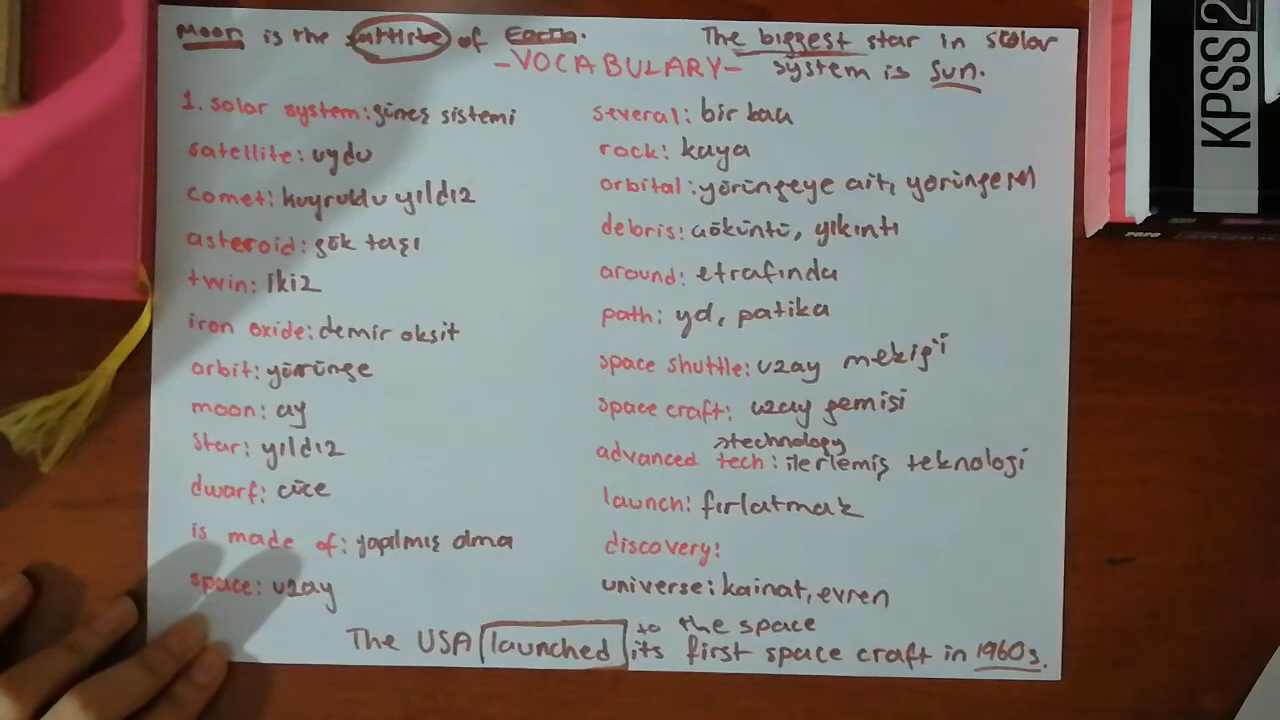 Moon is the of Earth.
The biggest star in solar
system is Sun.
-VOCABULARY-
1. solar system: güneş sistemi
satellite: uydu
comet: kuyruklu yıldız
asteroid: gök taşı
twin: ikiz
iron oxide: demir oksit
orbit: yörünge
moon: ay
star: yıldız
dwarf: cüce
is made of: yapılmış olma
space: uzay
several: bir kaç
rock: kaya
orbital: yörüngeye ait, yörüngesel
debris: çöküntü, yıkıntı
around: etrafında
path: yol, patika
space shuttle: uzay mekiği
space craft: uzay gemisi
technology
advanced tech: ilerlemiş teknoloji
launch: fırlatmak
discovery:
universe: kainat, evren
to the space
The USA launched its first space craft in 1960s.
KPSS 2
2020